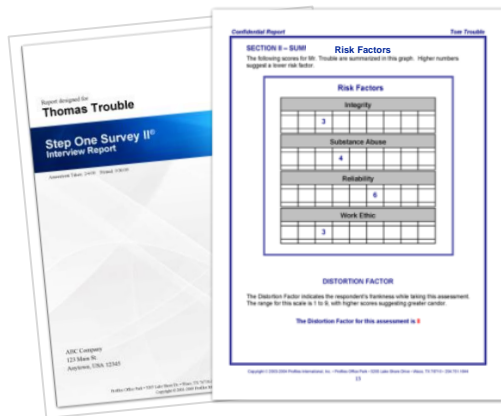 Report designed for
Thomas Trouble
Step One Survey II®
Interview Report
ABC Company
123 Main St
Anytown, USA 12345
Confidential Report
Tom Trouble
SECTION II – SUM
Risk Factors
The following scores for Mr. Trouble are summarized in this graph. Higher numbers
suggest a lower risk factor.
Risk Factors
Integrity
3
Substance Abuse
4
Reliability
6
Work Ethic
3
DISTORTION FACTOR
The Distortion Factor indicates the respondent's frankness while taking this assessment.
The range for this scale is 1 to 9, with higher scores suggesting greater candor.
The Distortion Factor for this assessment is